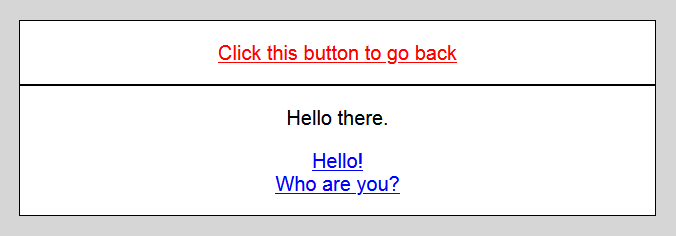 Click this button to go back
Hello there.
Hello!
Who are you?